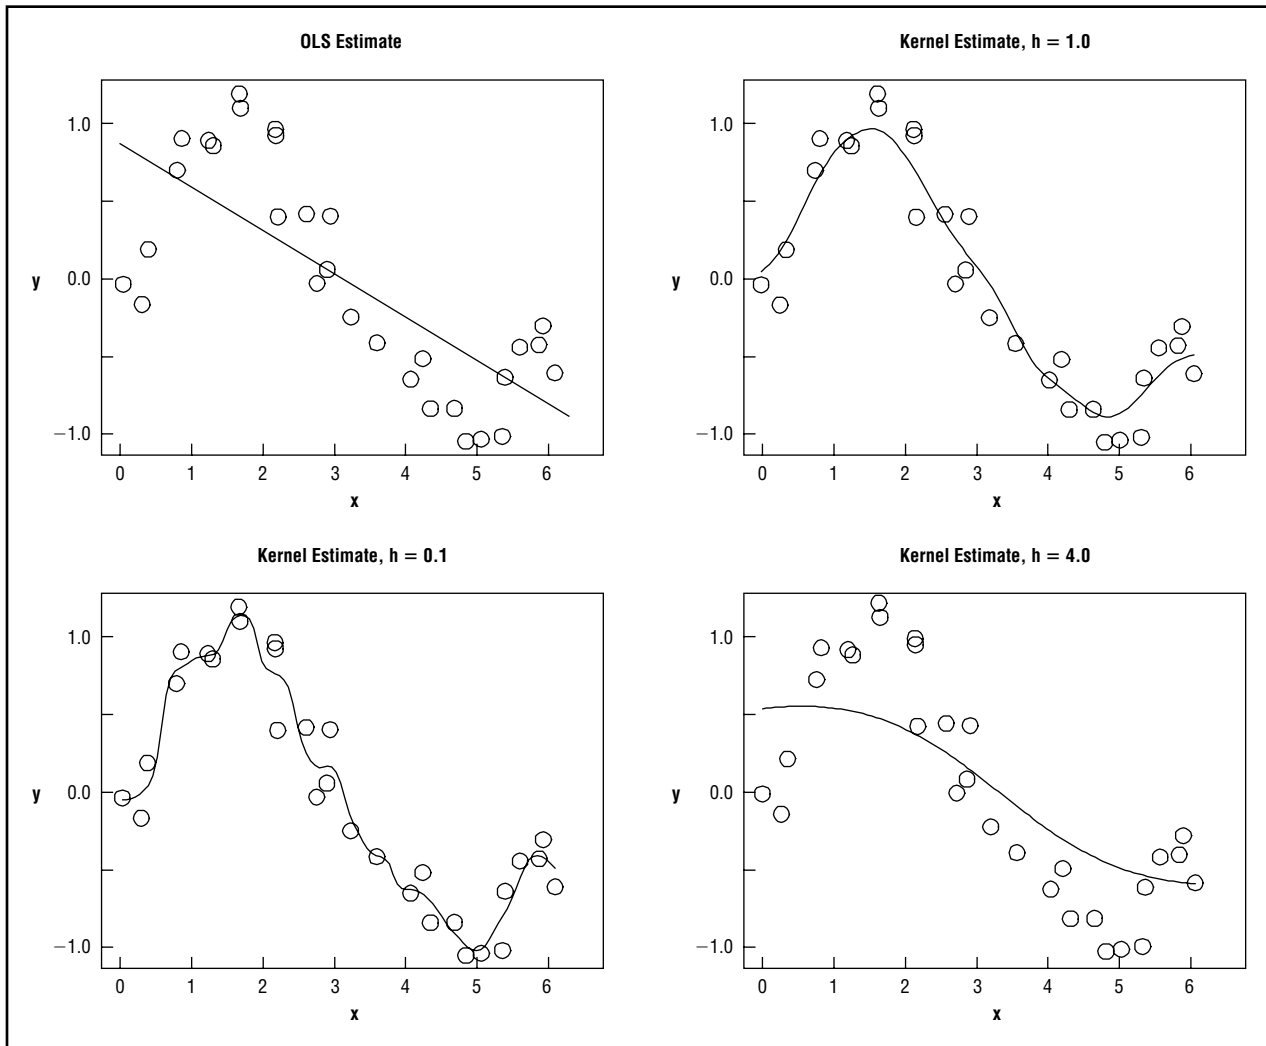 OLS Estimate
1.0
y
0.0
−1.0
0 1 2 3 4 5 6
x
Kernel Estimate, h = 1.0
1.0
y
0.0
−1.0
0 1 2 3 4 5 6
x
Kernel Estimate, h = 0.1
1.0
y
0.0
−1.0
0 1 2 3 4 5 6
x
Kernel Estimate, h = 4.0
1.0
y
0.0
−1.0
0 1 2 3 4 5 6
x